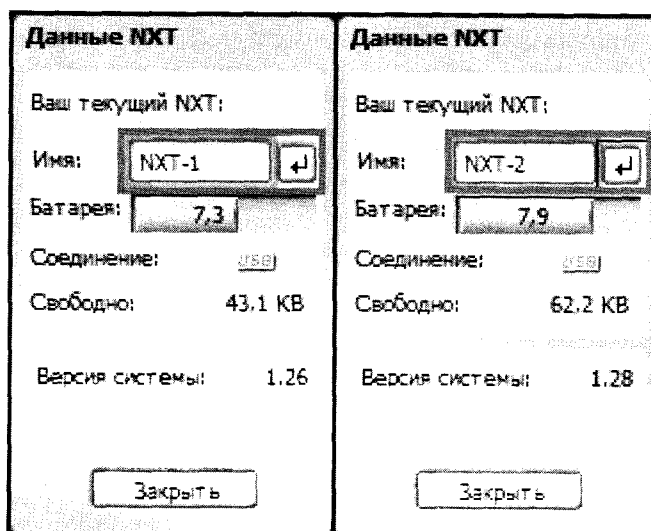 Данные NXT
Ваш текущий NXT:
Имя: NXT-1
Батарея: 7,3
Соединение: USB
Свободно: 43.1 KB
Версия системы: 1.26
Закрыть
Данные NXT
Ваш текущий NXT:
Имя: NXT-2
Батарея: 7,9
Соединение: USB
Свободно: 62.2 KB
Версия системы: 1.28
Закрыть